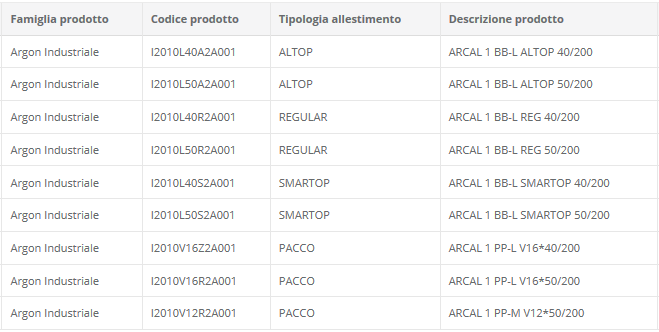 Famiglia prodotto Codice prodotto Tipologia allestimento Descrizione prodotto
Argon Industriale I2010L40A2A001 ALTOP ARCAL 1 BB-L ALTOP 40/200
Argon Industriale I2010L50A2A001 ALTOP ARCAL 1 BB-L ALTOP 50/200
Argon Industriale I2010L40R2A001 REGULAR ARCAL 1 BB-L REG 40/200
Argon Industriale I2010L50R2A001 REGULAR ARCAL 1 BB-L REG 50/200
Argon Industriale I2010L40S2A001 SMARTOP ARCAL 1 BB-L SMARTOP 40/200
Argon Industriale I2010L50S2A001 SMARTOP ARCAL 1 BB-L SMARTOP 50/200
Argon Industriale I2010V16Z2A001 PACCO ARCAL 1 PP-L V16*40/200
Argon Industriale I2010V16R2A001 PACCO ARCAL 1 PP-L V16*50/200
Argon Industriale I2010V12R2A001 PACCO ARCAL 1 PP-M V12*50/200